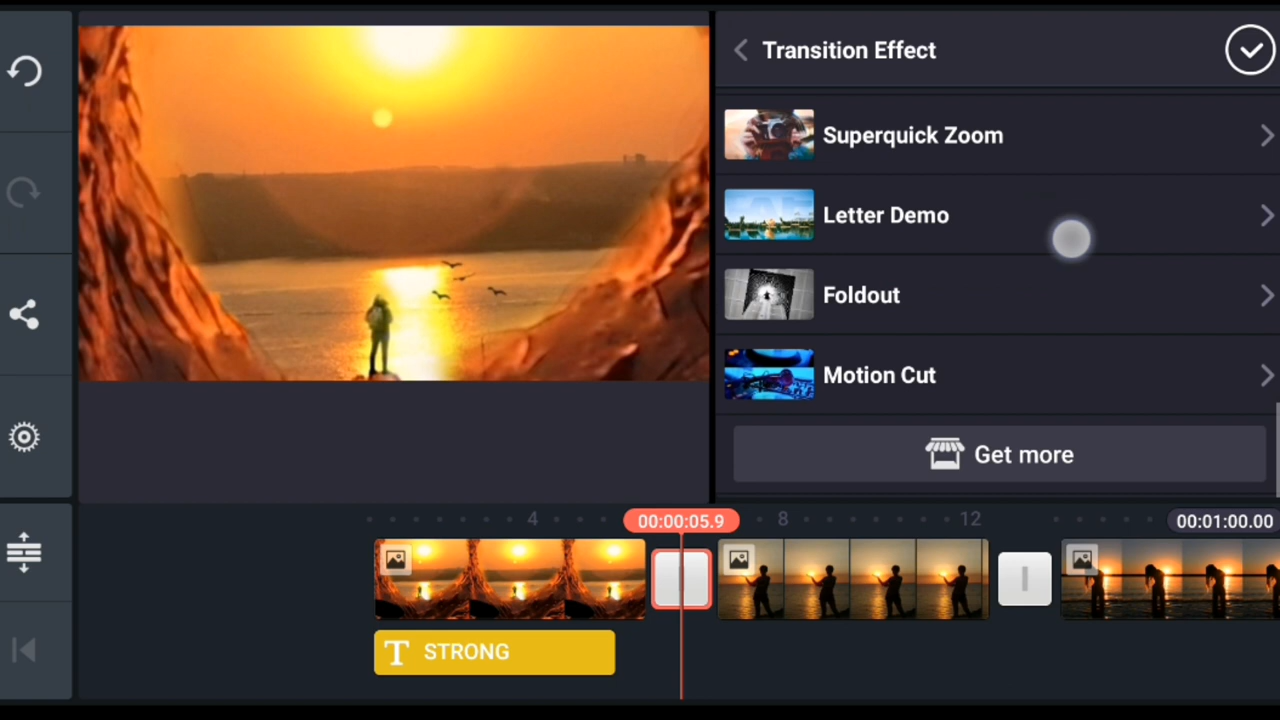 Transition Effect
Superquick Zoom
Letter Demo
Foldout
Motion Cut
Get more
4
00:00:05.9
8
12
00:01:00.00
T STRONG